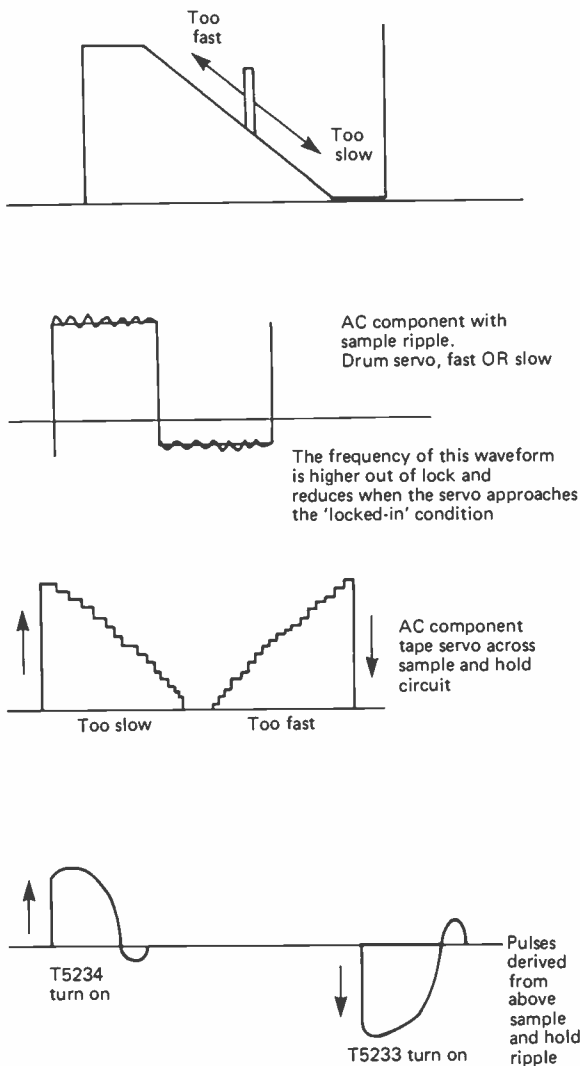 Too
fast
Too
slow
AC component with
sample ripple.
Drum servo, fast OR slow
The frequency of this waveform
is higher out of lock and
reduces when the servo approaches
the 'locked-in' condition
AC component
tape servo across
sample and hold
circuit
Too slow
Too fast
T5234
turn on
Pulses
derived
from
above
sample
and hold
ripple
T5233 turn on